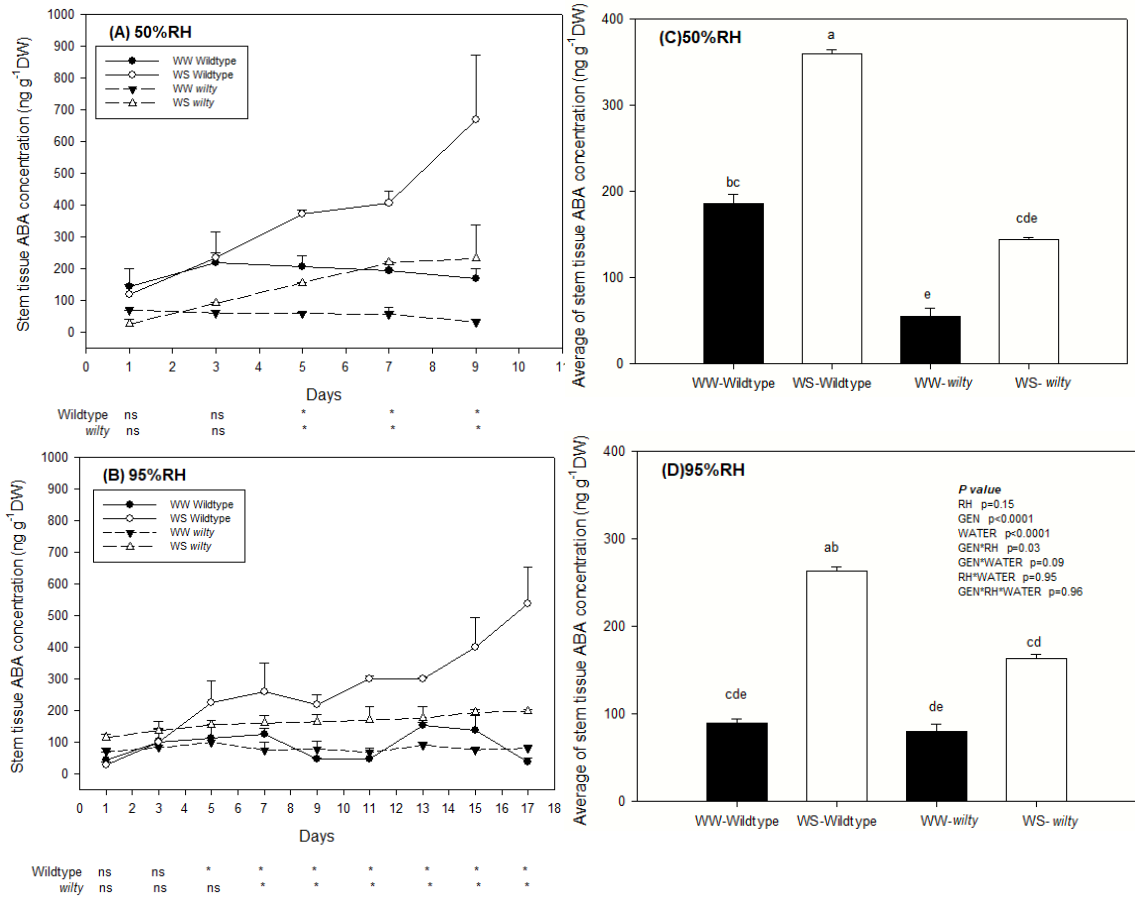 (A) 50%RH
WW Wildtype
WS Wildtype
WW wilty
WS wilty
Stem tissue ABA concentration (ng g-1DW)
1000
900
800
700
600
500
400
300
200
100
0
0 1 2 3 4 5 6 7 8 9 10 11
Days
Wildtype ns ns * * *
wilty ns ns * * *
(C)50%RH
Average of stem tissue ABA concentration (ng g-1DW)
400
300
200
100
0
a
bc
cde
e
WW-Wildtype WS-Wildtype WW-wilty WS- wilty
(B) 95%RH
WW Wildtype
WS Wildtype
WW wilty
WS wilty
Stem tissue ABA concentration (ng g-1DW)
1000
900
800
700
600
500
400
300
200
100
0
0 1 2 3 4 5 6 7 8 9 10 11 12 13 14 15 16 17 18
Days
Wildtype ns ns * * * * * * *
wilty ns ns ns * * * * * *
(D)95%RH
P value
RH p=0.15
GEN p<0.0001
WATER p<0.0001
GEN*RH p=0.03
GEN*WATER p=0.09
RH*WATER p=0.95
GEN*RH*WATER p=0.96
Average of stem tissue ABA concentration (ng g-1DW)
400
300
200
100
0
ab
cd
cde
de
WW-Wildtype WS-Wildtype WW-wilty WS- wilty